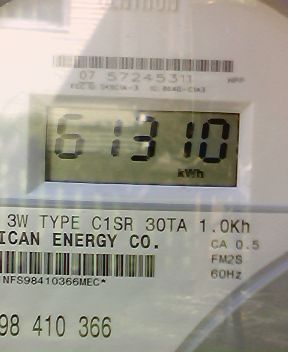 07 57245311 NPP
61310
kWh
3W TYPE C1SR 30TA 1.0Kh
ICAN ENERGY CO. CA 0.5
FM2S
60Hz
NFS98410366MEC*
98 410 366